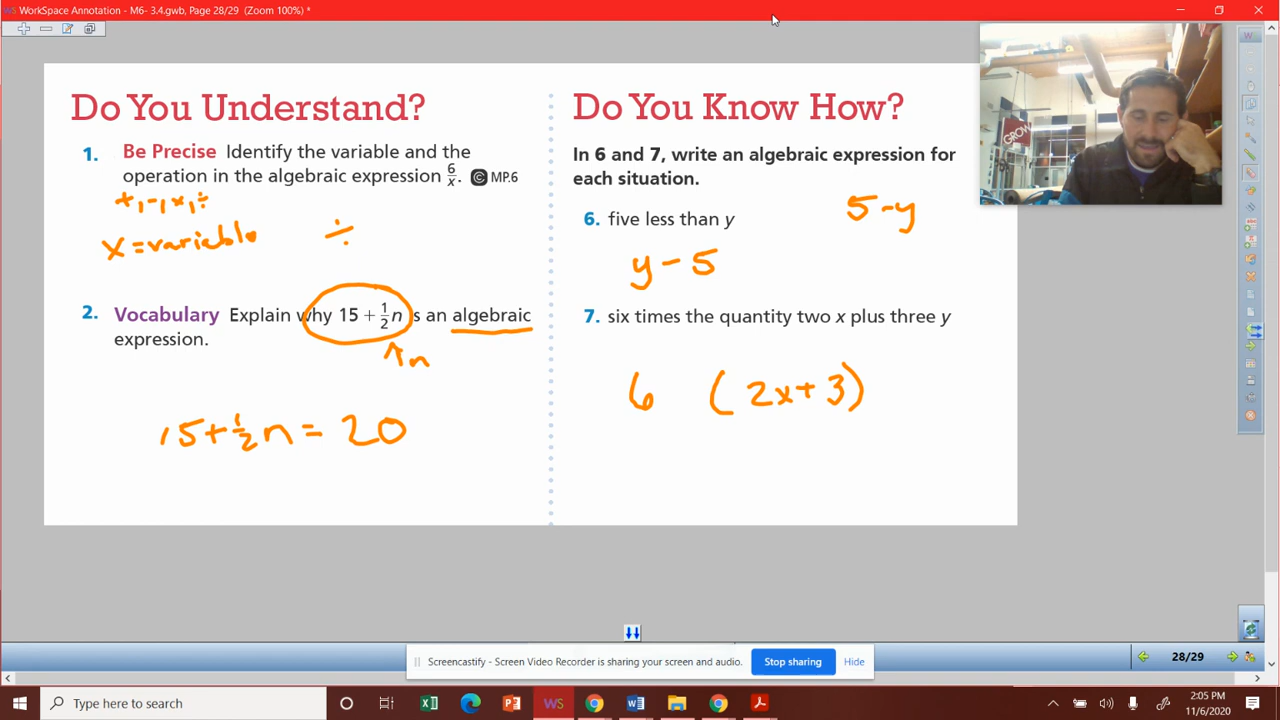 WorkSpace Annotation - M6- 3.4.gwb, Page 28/29 (Zoom 100%) *
Do You Understand?
1. Be Precise Identify the variable and the
operation in the algebraic expression 6/x. © MP.6
+, -, ×, ÷
x = variable ÷
2. Vocabulary Explain why 15 + 1/2 n is an algebraic
expression.
n
15 + 1/2 n = 20
Do You Know How?
In 6 and 7, write an algebraic expression for
each situation.
5 - y
6. five less than y
y - 5
7. six times the quantity two x plus three y
6 ( 2x + 3 )
GROW
28/29
Screencastify - Screen Video Recorder is sharing your screen and audio.
Stop sharing
Hide
Type here to search
2:05 PM
11/6/2020